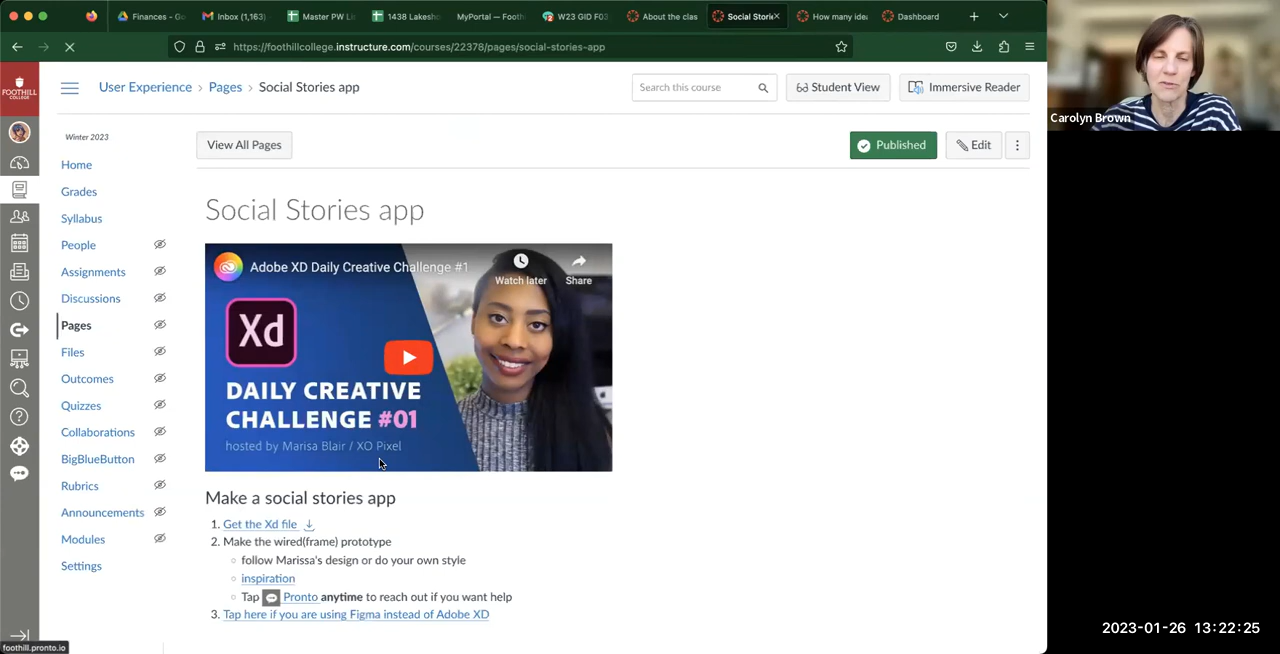 Finances - Go
Inbox (1,163)
Master PW Li
1438 Lakesh
MyPortal — Footh
W23 GID F03
About the clas
Social Storie
How many idea
Dashboard
https://foothillcollege.instructure.com/courses/22378/pages/social-stories-app
FOOTHILL
COLLEGE
User Experience > Pages > Social Stories app
Search this course
Student View
Immersive Reader
Carolyn Brown
Winter 2023
View All Pages
Published
Edit
Home
Grades
Syllabus
People
Assignments
Discussions
Pages
Files
Outcomes
Quizzes
Collaborations
BigBlueButton
Rubrics
Announcements
Modules
Settings
Social Stories app
Adobe XD Daily Creative Challenge #1
Watch later
Share
Xd
DAILY CREATIVE
CHALLENGE #01
hosted by Marisa Blair / XO Pixel
Make a social stories app
1. Get the Xd file
2. Make the wired(frame) prototype
follow Marissa's design or do your own style
inspiration
Tap Pronto anytime to reach out if you want help
3. Tap here if you are using Figma instead of Adobe XD
foothill.pronto.io
2023-01-26 13:22:25